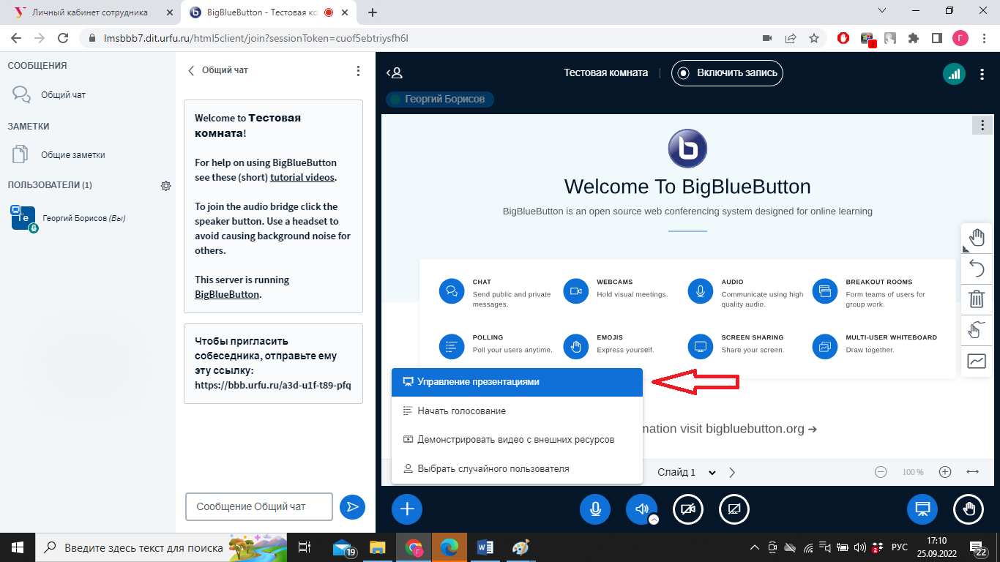 Личный кабинет сотрудника
BigBlueButton - Тестовая ко
lmsbbb7.dit.urfu.ru/html5client/join?sessionToken=cuof5ebtriysfh6l
?
Г
СООБЩЕНИЯ
Общий чат
ЗАМЕТКИ
Общие заметки
ПОЛЬЗОВАТЕЛИ (1)
Ге
Георгий Борисов (Вы)
Общий чат
Welcome to Тестовая
комната!
For help on using BigBlueButton
see these (short) tutorial videos.
To join the audio bridge click the
speaker button. Use a headset to
avoid causing background noise for
others.
This server is running
BigBlueButton.
Чтобы пригласить
собеседника, отправьте ему
эту ссылку:
https://bbb.urfu.ru/a3d-u1f-t89-pfq
Сообщение Общий чат
Тестовая комната
Включить запись
Георгий Борисов
b
Welcome To BigBlueButton
BigBlueButton is an open source web conferencing system designed for online learning
CHAT
Send public and private
messages.
WEBCAMS
Hold visual meetings.
AUDIO
Communicate using high
quality audio.
BREAKOUT ROOMS
Form teams of users for
group work.
POLLING
Poll your users anytime.
EMOJIS
Express yourself.
SCREEN SHARING
Share your screen.
MULTI-USER WHITEBOARD
Draw together.
Управление презентациями
Начать голосование
Демонстрировать видео с внешних ресурсов
Выбрать случайного пользователя
mation visit bigbluebutton.org ➔
Слайд 1
100 %
Введите здесь текст для поиска
19
Г
РУС
17:10
25.09.2022
22